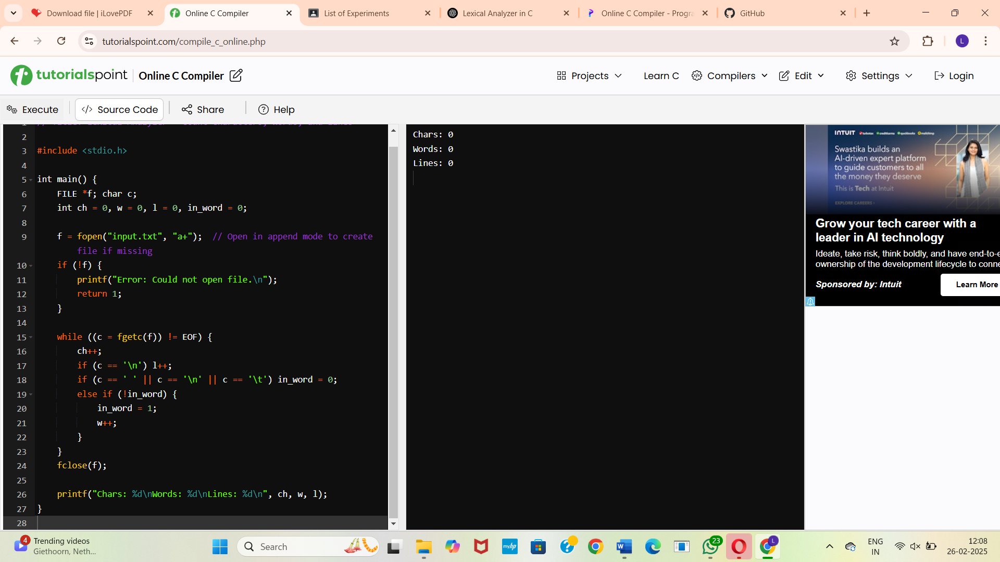 Download file | iLovePDF
Online C Compiler
List of Experiments
Lexical Analyzer in C
Online C Compiler - Progra
GitHub
tutorialspoint.com/compile_c_online.php
L
tutorialspoint
Online C Compiler
Projects
Learn C
Compilers
Edit
Settings
Login
Execute
</> Source Code
Share
Help
2
3 #include <stdio.h>
4
5 int main() {
6 FILE *f; char c;
7 int ch = 0, w = 0, l = 0, in_word = 0;
8
9 f = fopen("input.txt", "a+");  // Open in append mode to create
file if missing
10 if (!f) {
11 printf("Error: Could not open file.\n");
12 return 1;
13 }
14
15 while ((c = fgetc(f)) != EOF) {
16 ch++;
17 if (c == '\n') l++;
18 if (c == ' ' || c == '\n' || c == '\t') in_word = 0;
19 else if (!in_word) {
20 in_word = 1;
21 w++;
22 }
23 }
24 fclose(f);
25
26 printf("Chars: %d\nWords: %d\nLines: %d\n", ch, w, l);
27 }
28
Chars: 0
Words: 0
Lines: 0
INTUIT turbotax creditkarma quickbooks mailchimp
Swastika builds an
AI-driven expert platform
to guide customers to all
the money they deserve
This is Tech at Intuit
EXPLORE CAREERS ›
Grow your tech career with a
leader in AI technology
Ideate, take risk, think boldly, and have end-to-e
ownership of the development lifecycle to conne
Sponsored by: Intuit
Learn More
4
Trending videos
Giethoorn, Neth...
Search
myhp
W
23
L
ENG
IN
12:08
26-02-2025